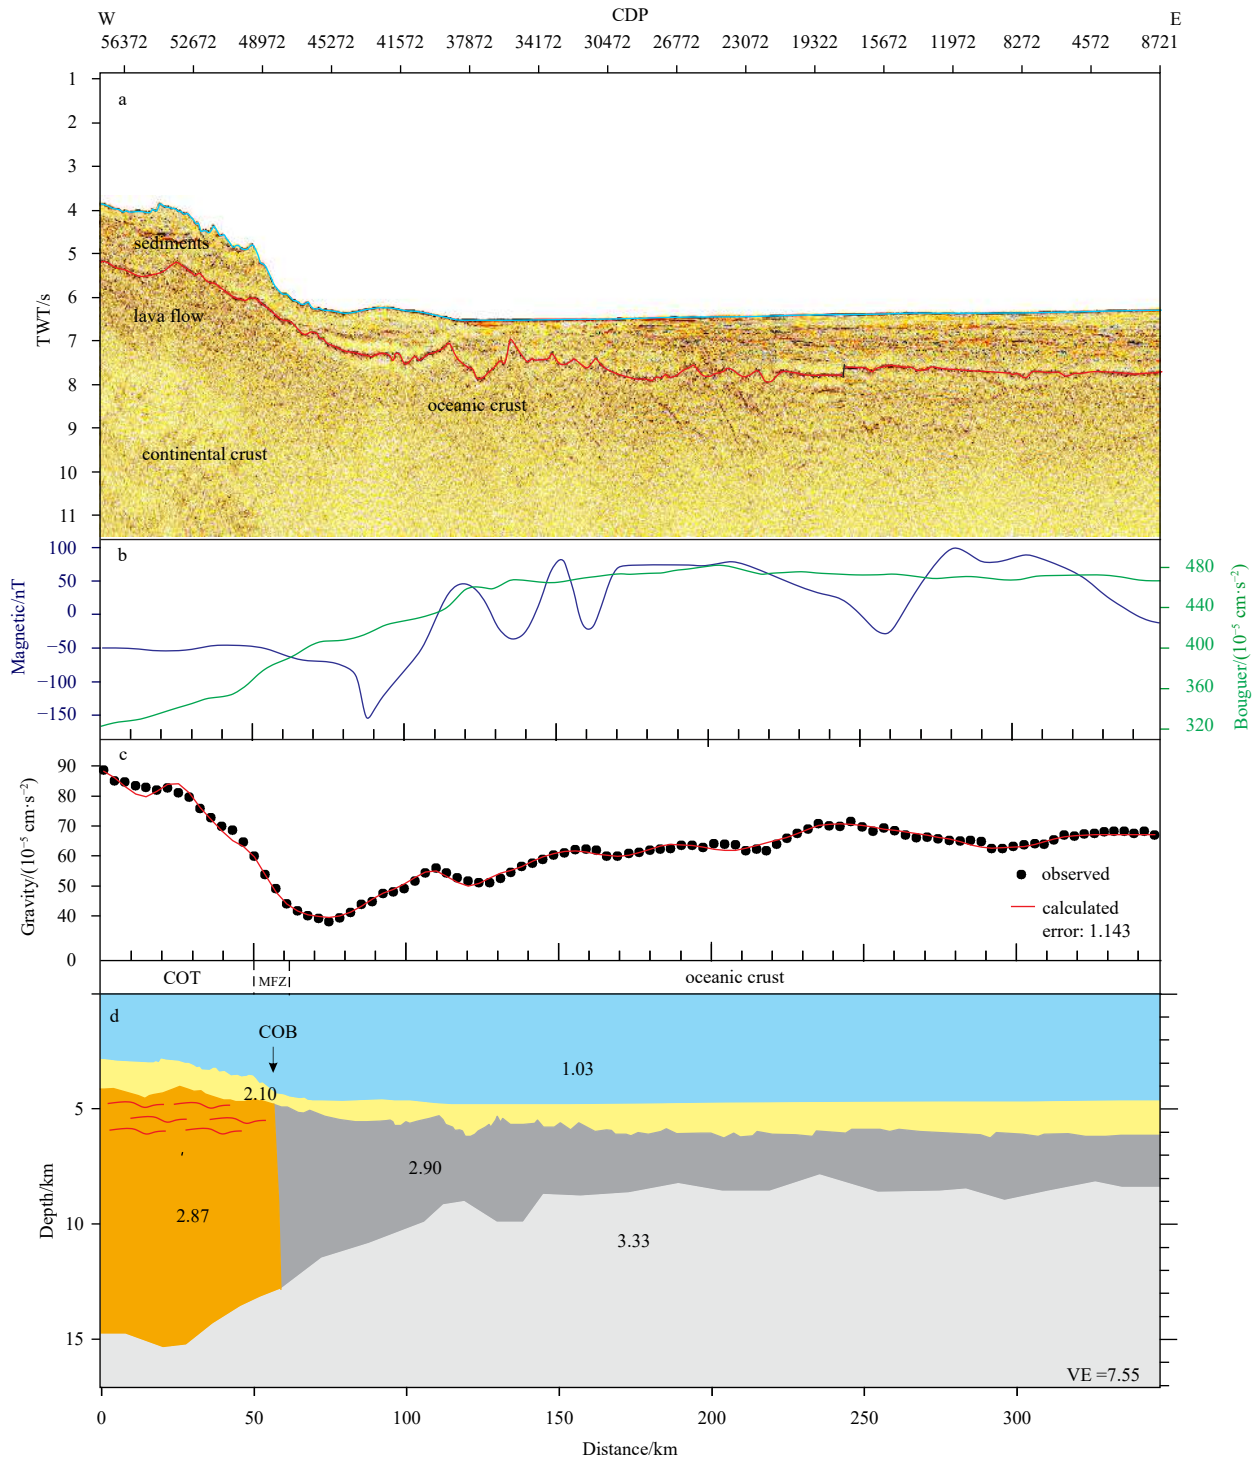 W CDP E
56372 52672 48972 45272 41572 37872 34172 30472 26772 23072 19322 15672 11972 8272 4572 8721
a
1
2
3
4
5
6
7
8
9
10
11
TWT/s
sediments
lava flow
oceanic crust
continental crust
b
100
50
0
−50
−100
−150
Magnetic/nT
480
440
400
360
320
Bouguer/(10⁻⁵ cm·s⁻²)
c
90
80
70
60
50
40
0
Gravity/(10⁻⁵ cm·s⁻²)
observed
calculated
error: 1.143
COT MFZ oceanic crust
d
COB
1.03
2.10
2.90
2.87
3.33
5
10
15
Depth/km
VE =7.55
0 50 100 150 200 250 300
Distance/km